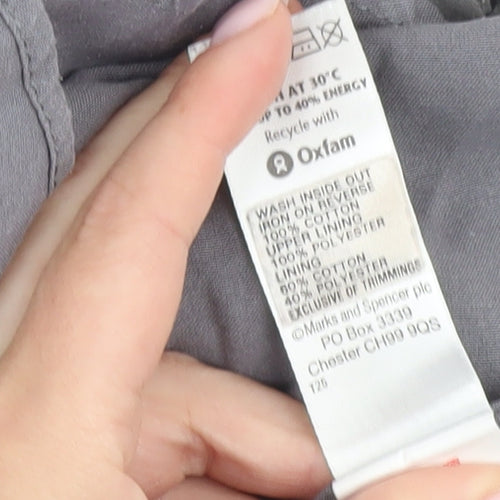 AT 30°C
UP TO 40% ENERGY
Recycle with
Oxfam
WASH INSIDE OUT
IRON ON REVERSE
100% COTTON
UPPER LINING
100% POLYESTER
LINING
60% COTTON
40% POLYESTER
EXCLUSIVE OF TRIMMINGS
©Marks and Spencer plc
PO Box 3339
Chester CH99 9QS
T25